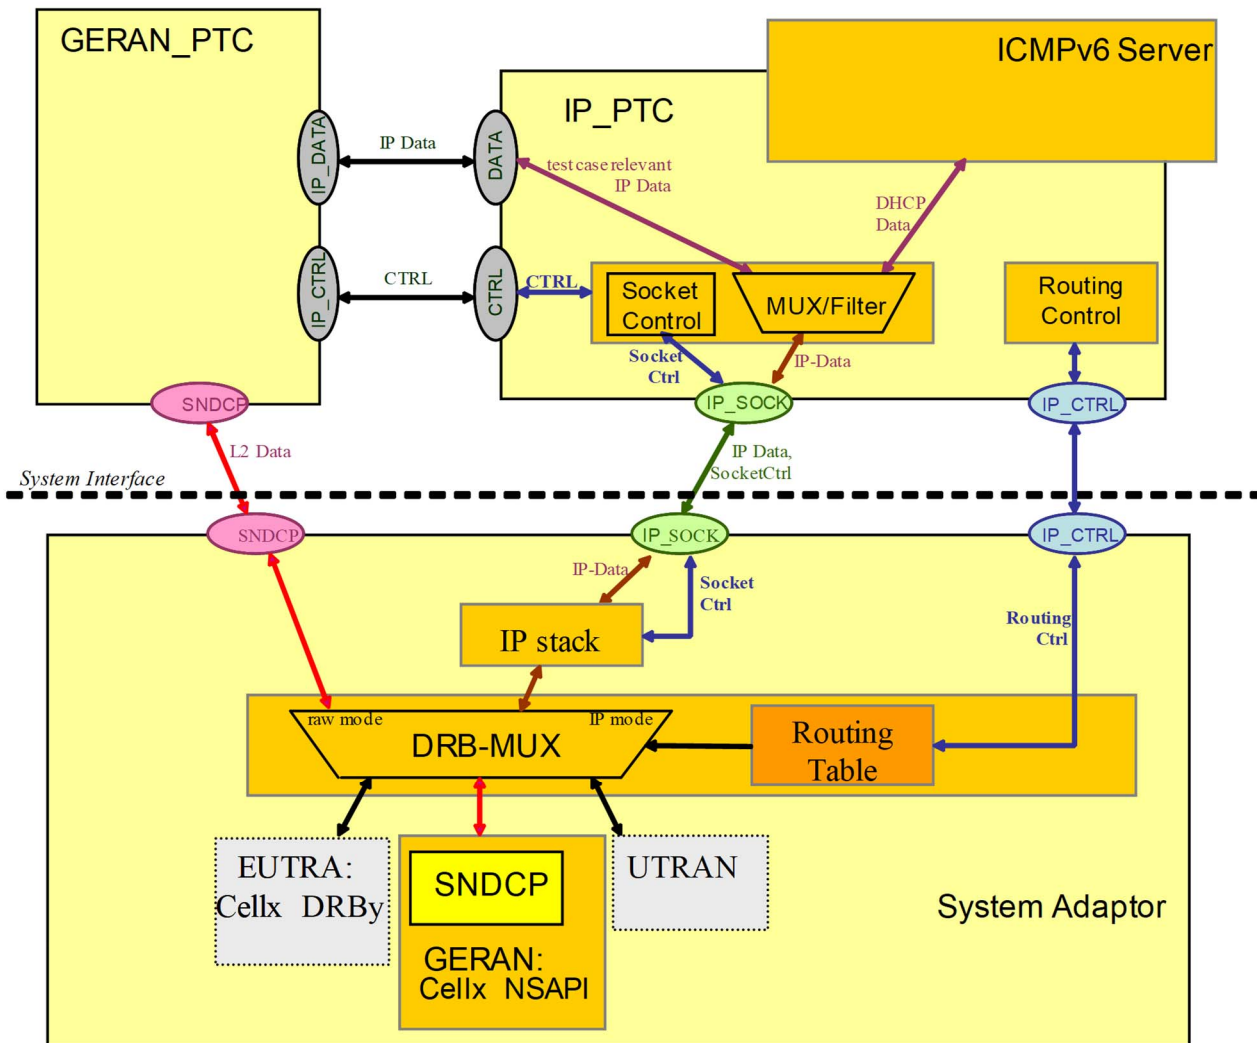 GERAN_PTC
ICMPv6 Server
IP_PTC
IP_DATA
IP Data
DATA
test case relevant
IP Data
DHCP
Data
IP_CTRL
CTRL
CTRL
CTRL
Socket
Control
MUX/Filter
Routing
Control
Socket
Ctrl
IP-Data
SNDCP
IP_SOCK
IP_CTRL
L2 Data
IP Data,
SocketCtrl
System Interface
SNDCP
IP_SOCK
IP_CTRL
IP-Data
Socket
Ctrl
IP stack
Routing
Ctrl
raw mode
IP mode
DRB-MUX
Routing
Table
EUTRA:
Cellx DRBy
SNDCP
GERAN:
Cellx NSAPI
UTRAN
System Adaptor